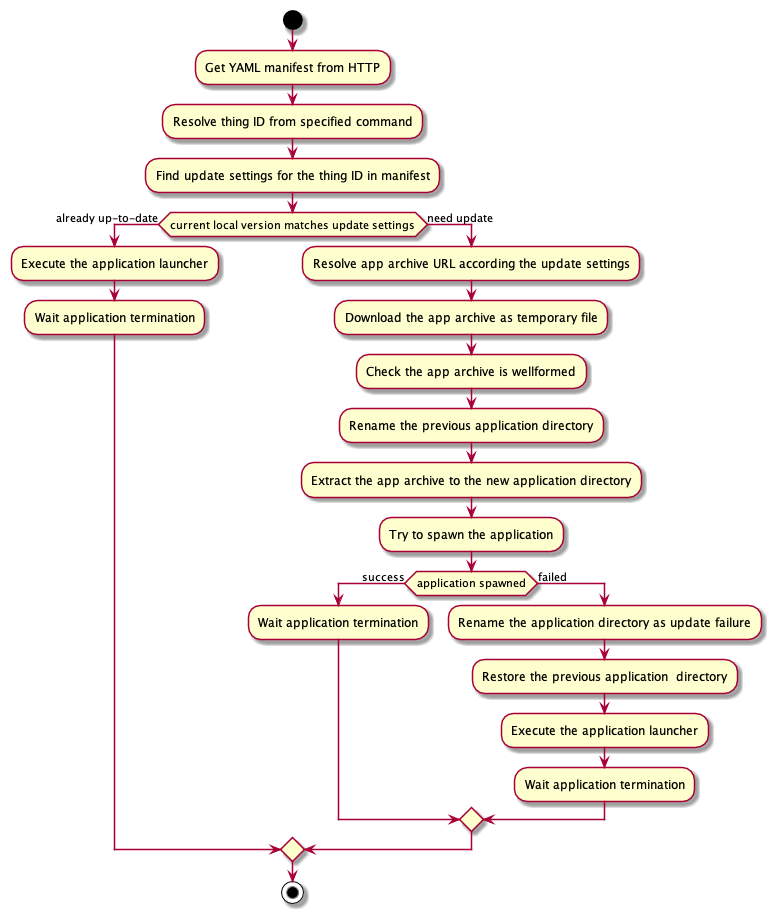 Get YAML manifest from HTTP
Resolve thing ID from specified command
Find update settings for the thing ID in manifest
already up-to-date
current local version matches update settings
need update
Execute the application launcher
Wait application termination
Resolve app archive URL according the update settings
Download the app archive as temporary file
Check the app archive is wellformed
Rename the previous application directory
Extract the app archive to the new application directory
Try to spawn the application
success
application spawned
failed
Wait application termination
Rename the application directory as update failure
Restore the previous application  directory
Execute the application launcher
Wait application termination